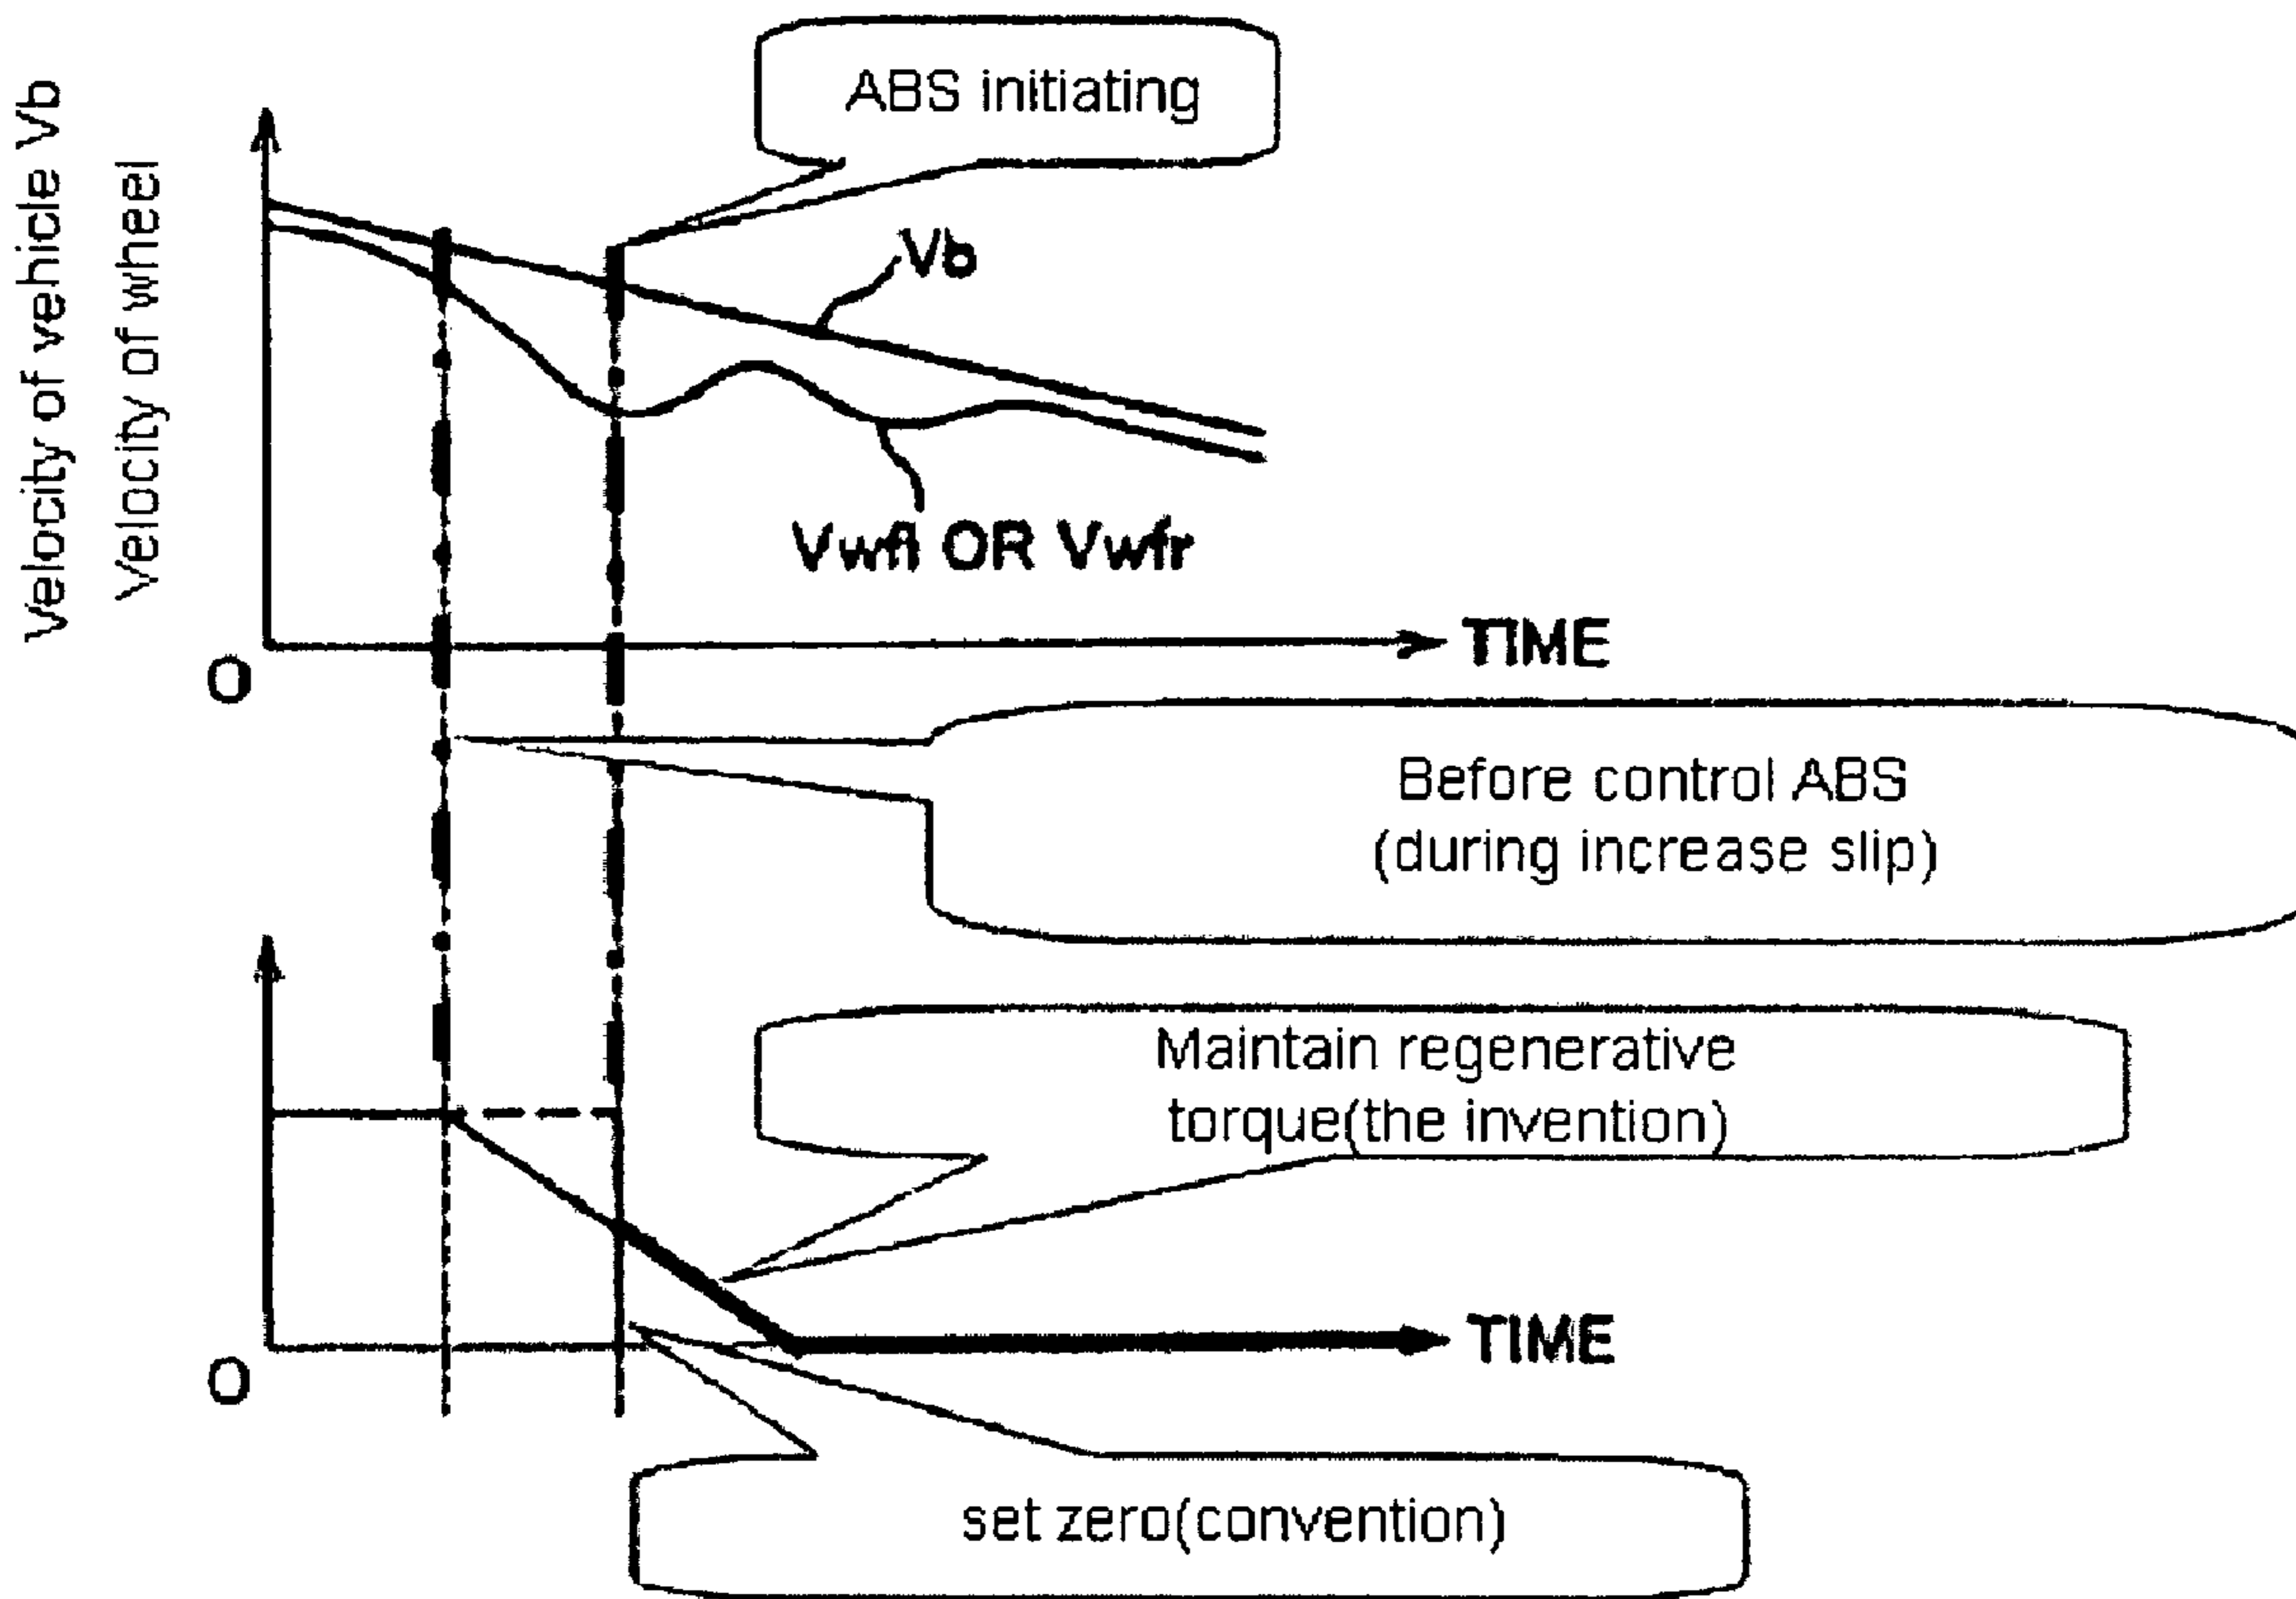 Velocity of vehicle Vb
Velocity of wheel
ABS initiating
Vb
Vwfl OR Vwfr
TIME
O
Before control ABS
(during increase slip)
Maintain regenerative
torque(the invention)
TIME
O
set zero(convention)